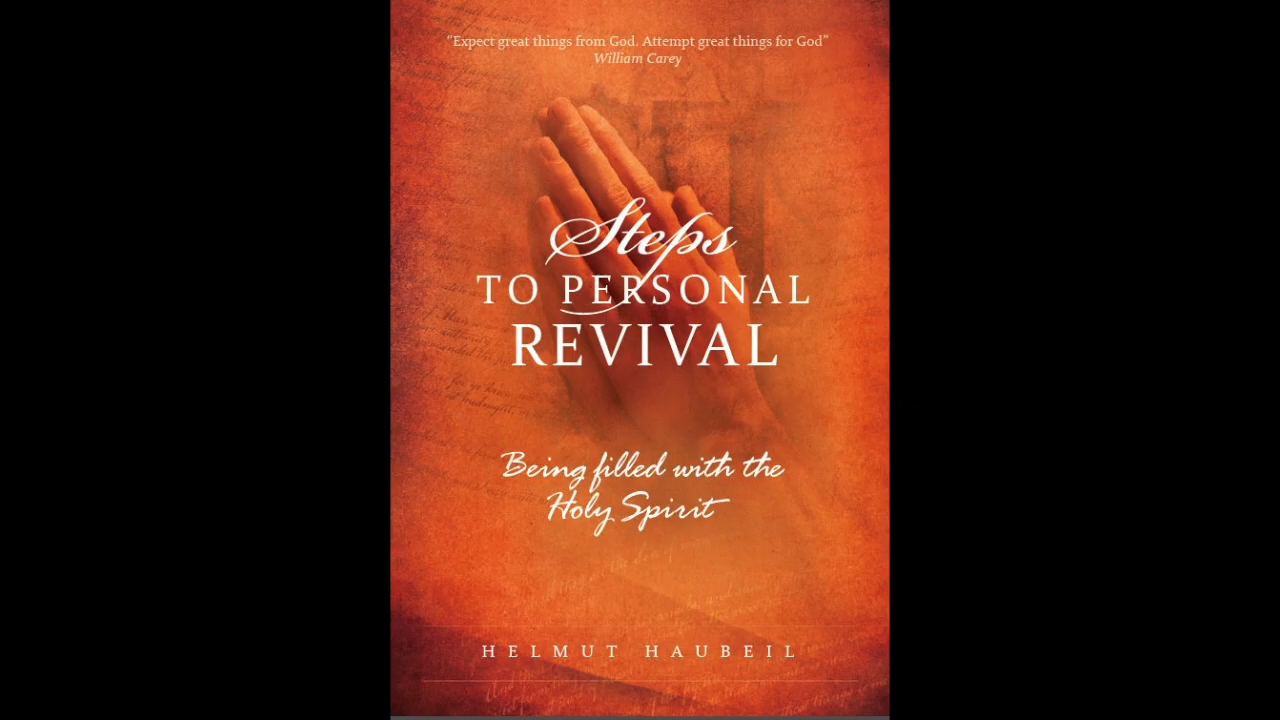 "Expect great things from God. Attempt great things for God"
William Carey
Steps
TO PERSONAL
REVIVAL
Being filled with the
Holy Spirit
HELMUT HAUBEIL